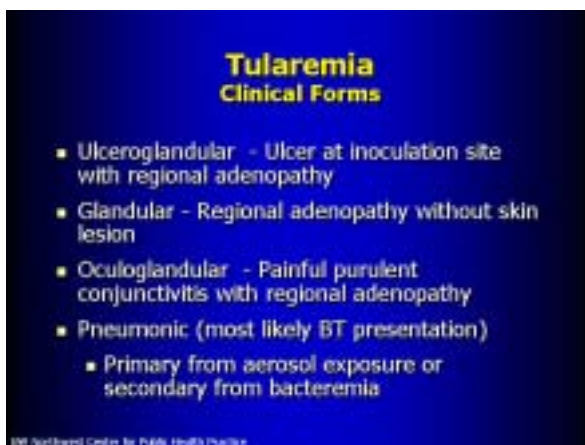 Tularemia
Clinical Forms
Ulceroglandular - Ulcer at inoculation site
with regional adenopathy
Glandular - Regional adenopathy without skin
lesion
Oculoglandular - Painful purulent
conjunctivitis with regional adenopathy
Pneumonic (most likely BT presentation)
Primary from aerosol exposure or
secondary from bacteremia
UW Northwest Center for Public Health Practice